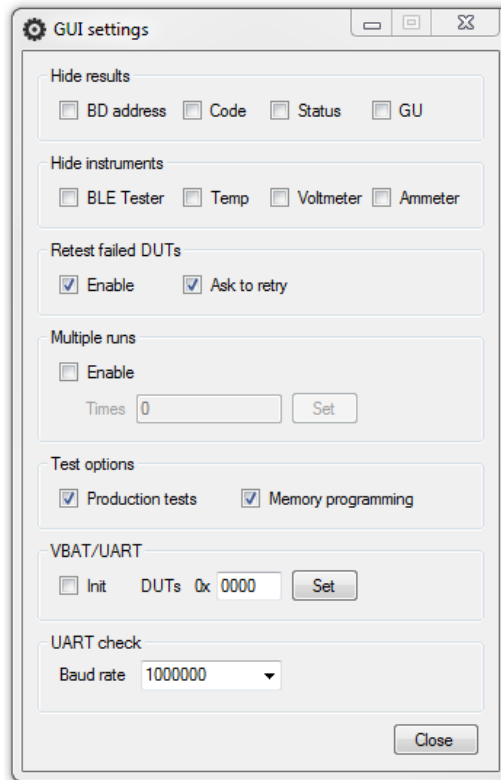 GUI settings
Hide results
BD address Code Status GU
Hide instruments
BLE Tester Temp Voltmeter Ammeter
Retest failed DUTs
Enable Ask to retry
Multiple runs
Enable
Times 0 Set
Test options
Production tests Memory programming
VBAT/UART
Init DUTs 0x 0000 Set
UART check
Baud rate 1000000
Close